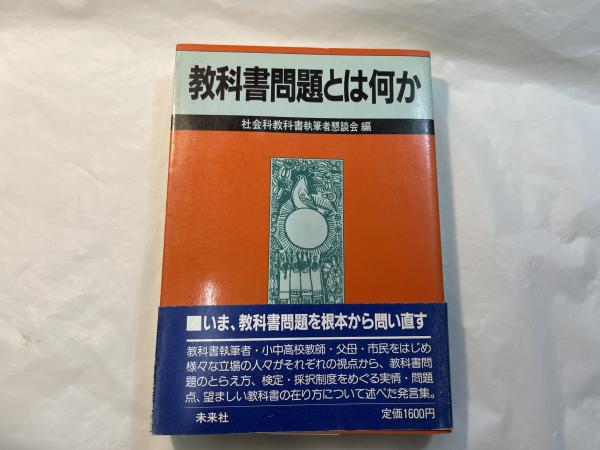 教科書問題とは何か
社会科教科書執筆者懇談会 編
■いま、教科書問題を根本から問い直す
教科書執筆者・小中高校教師・父母・市民をはじめ
様々な立場の人々がそれぞれの視点から、教科書問
題のとらえ方、検定・採択制度をめぐる実情・問題
点、望ましい教科書の在り方について述べた発言集。
未来社 定価1600円